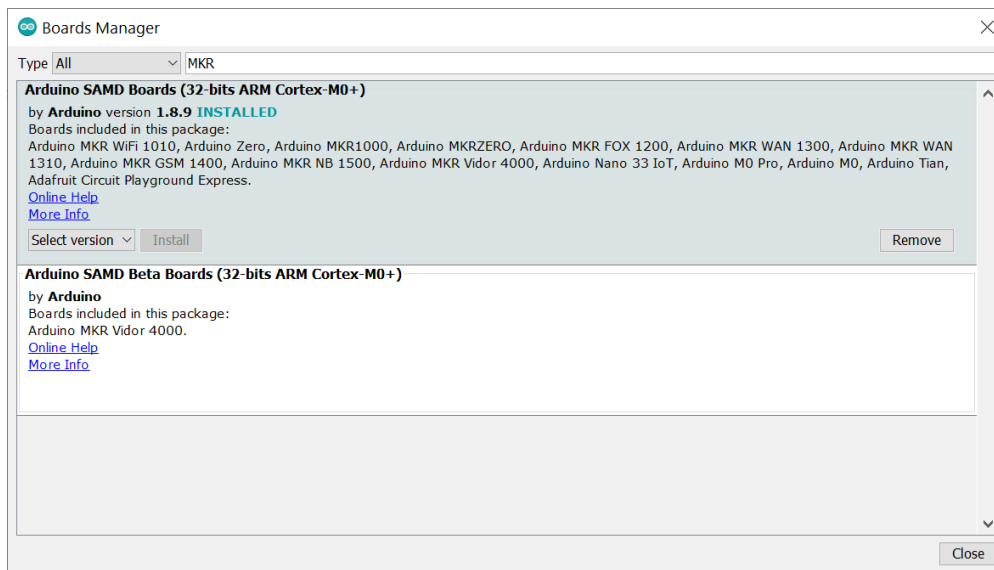 Boards Manager
Type All MKR
Arduino SAMD Boards (32-bits ARM Cortex-M0+)
by Arduino version 1.8.9 INSTALLED
Boards included in this package:
Arduino MKR WiFi 1010, Arduino Zero, Arduino MKR1000, Arduino MKRZERO, Arduino MKR FOX 1200, Arduino MKR WAN 1300, Arduino MKR WAN
1310, Arduino MKR GSM 1400, Arduino MKR NB 1500, Arduino MKR Vidor 4000, Arduino Nano 33 IoT, Arduino M0 Pro, Arduino M0, Arduino Tian,
Adafruit Circuit Playground Express.
Online Help
More Info
Select version Install Remove
Arduino SAMD Beta Boards (32-bits ARM Cortex-M0+)
by Arduino
Boards included in this package:
Arduino MKR Vidor 4000.
Online Help
More Info
Close